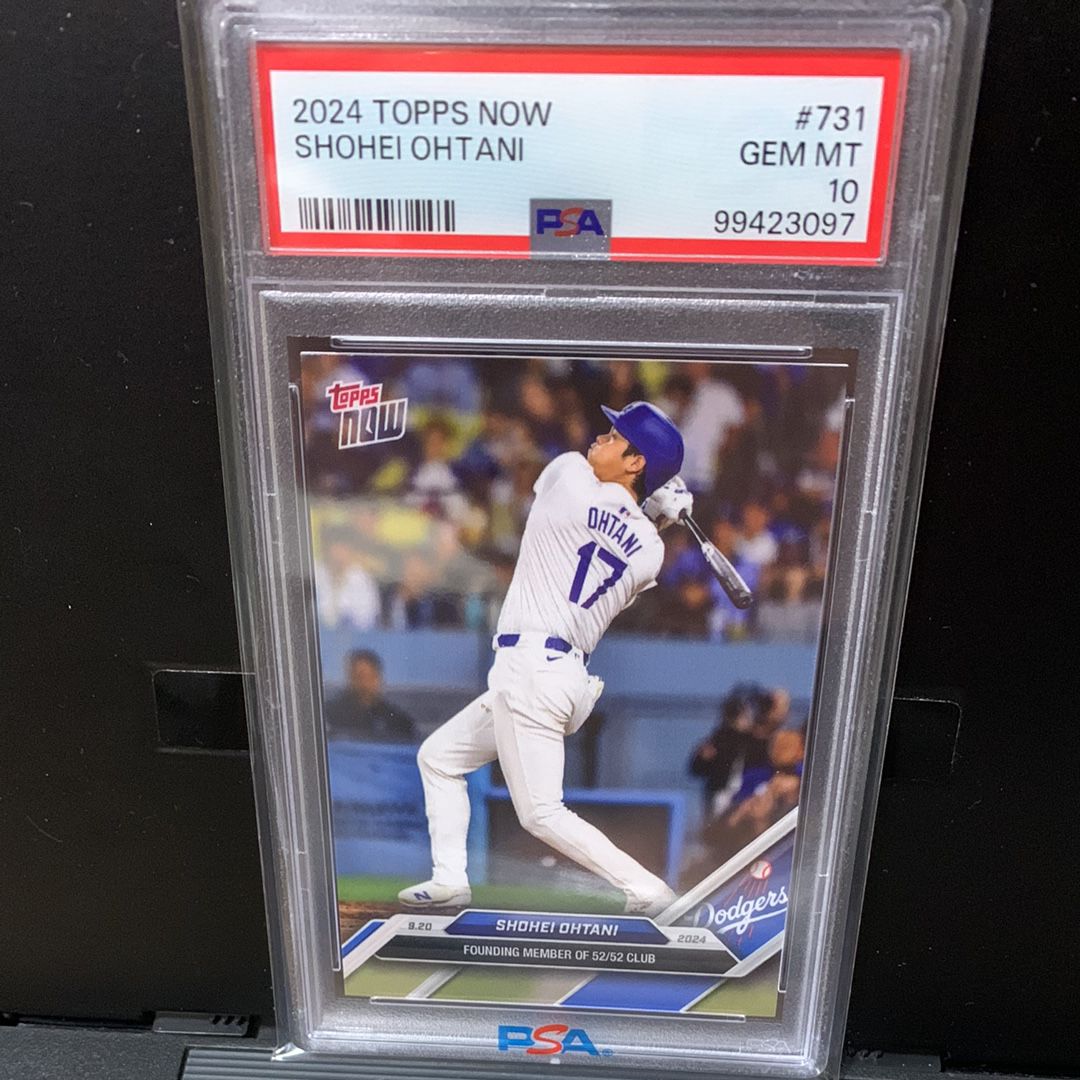 2024 TOPPS NOW
#731
SHOHEI OHTANI
GEM MT
10
PSA
99423097
topps
now
OHTANI
17
Dodgers
9.20
SHOHEI OHTANI
2024
FOUNDING MEMBER OF 52/52 CLUB
PSA